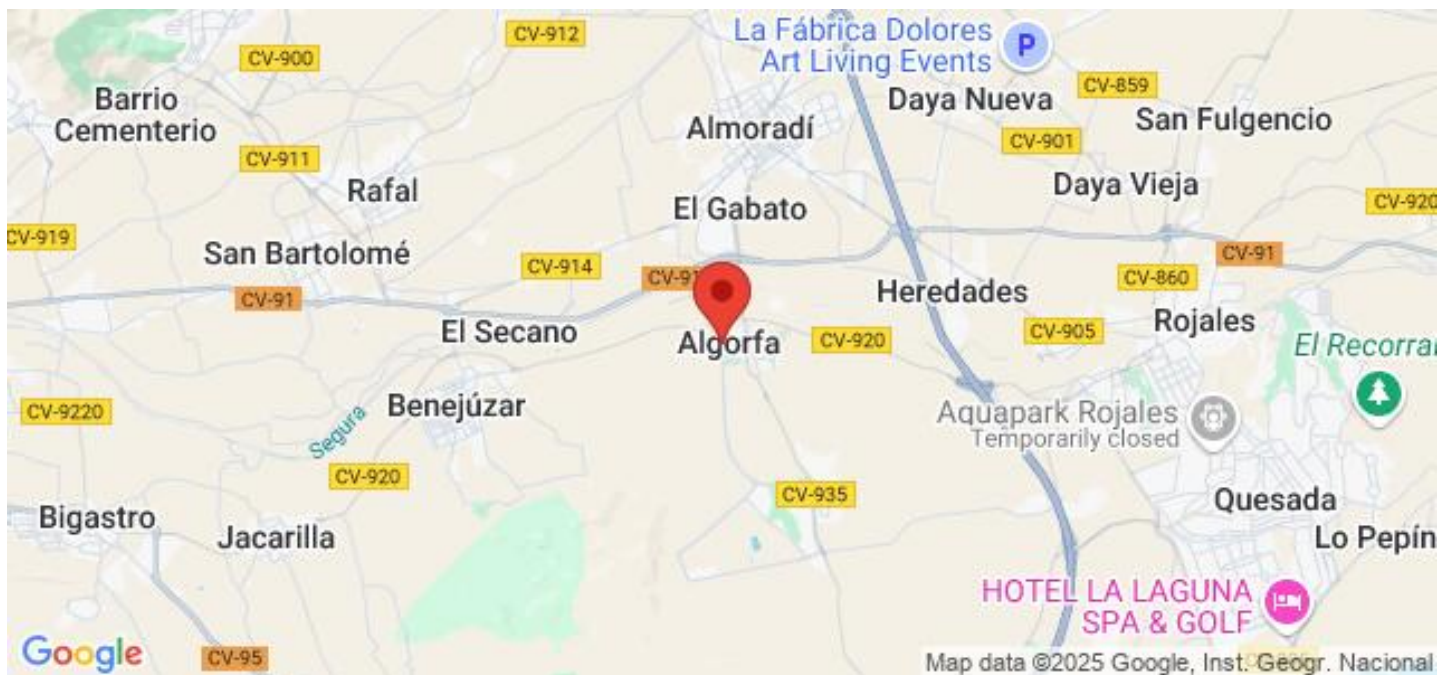 CV-912
La Fábrica Dolores
Art Living Events
P
CV-900
Barrio
Cementerio
Daya Nueva
CV-859
San Fulgencio
Almoradí
CV-901
CV-911
Rafal
Daya Vieja
El Gabato
CV-920
CV-919
San Bartolomé
CV-914
CV-91
CV-91
CV-860
Heredades
CV-91
El Secano
Algorfa
CV-920
CV-905
Rojales
El Recorral
CV-9220
Benejúzar
Segura
Aquapark Rojales
Temporarily closed
CV-920
CV-935
Quesada
Bigastro
Jacarilla
Lo Pepín
HOTEL LA LAGUNA
SPA & GOLF
Google
CV-95
Map data ©2025 Google, Inst. Geogr. Nacional